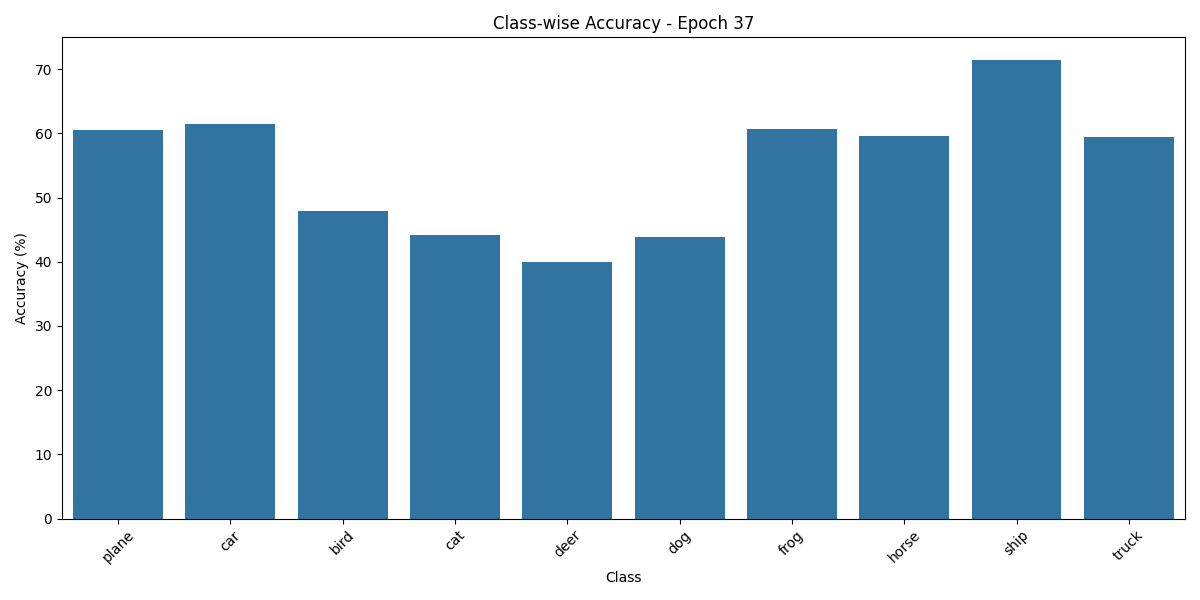 Class-wise Accuracy - Epoch 37
Accuracy (%)
70
60
50
40
30
20
10
0
plane
car
bird
cat
deer
dog
frog
horse
ship
truck
Class